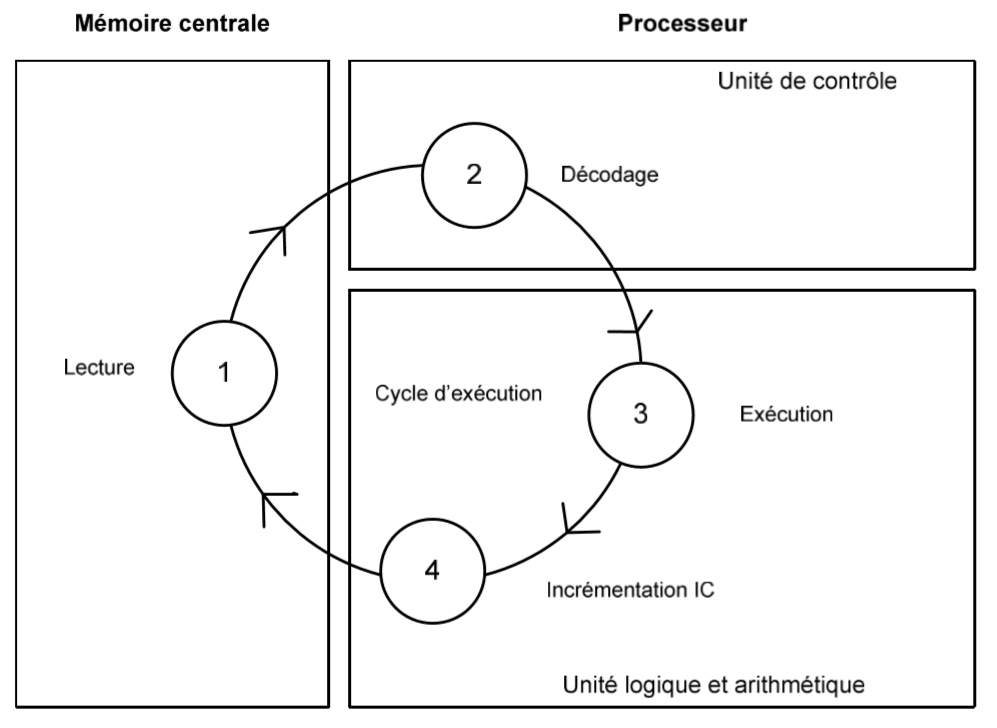 Mémoire centrale
Processeur
Unité de contrôle
2
Décodage
Lecture
1
Cycle d'exécution
3
Exécution
4
Incrémentation IC
Unité logique et arithmétique